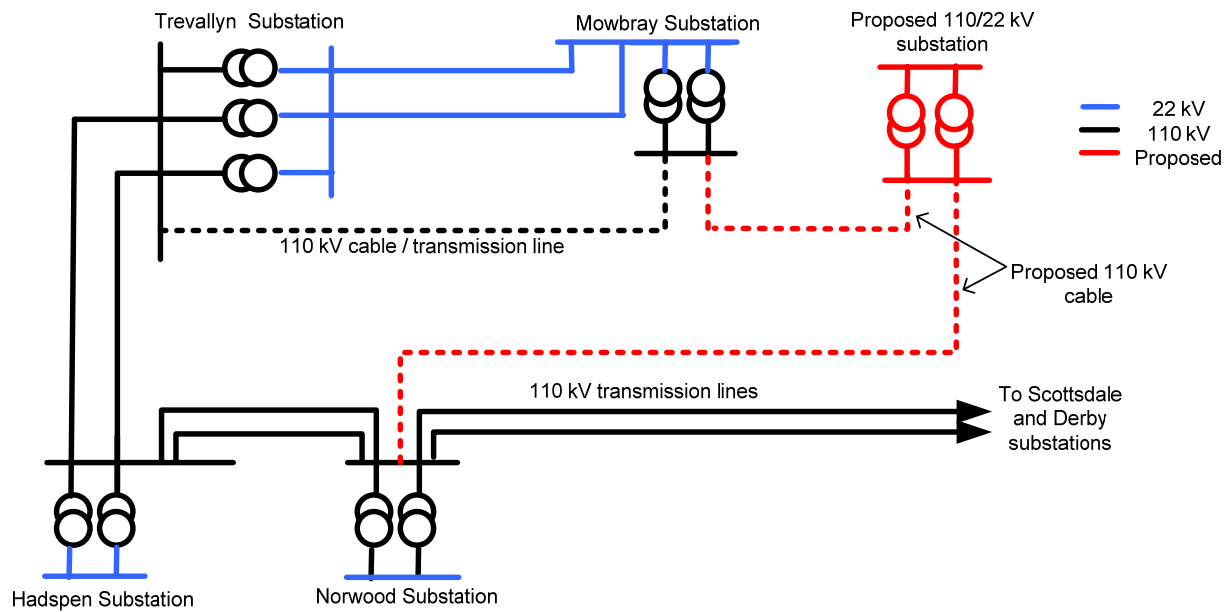 Trevallyn Substation
Mowbray Substation
Proposed 110/22 kV
substation
22 kV
110 kV
Proposed
110 kV cable / transmission line
Proposed 110 kV
cable
110 kV transmission lines
To Scottsdale
and Derby
substations
Hadspen Substation
Norwood Substation